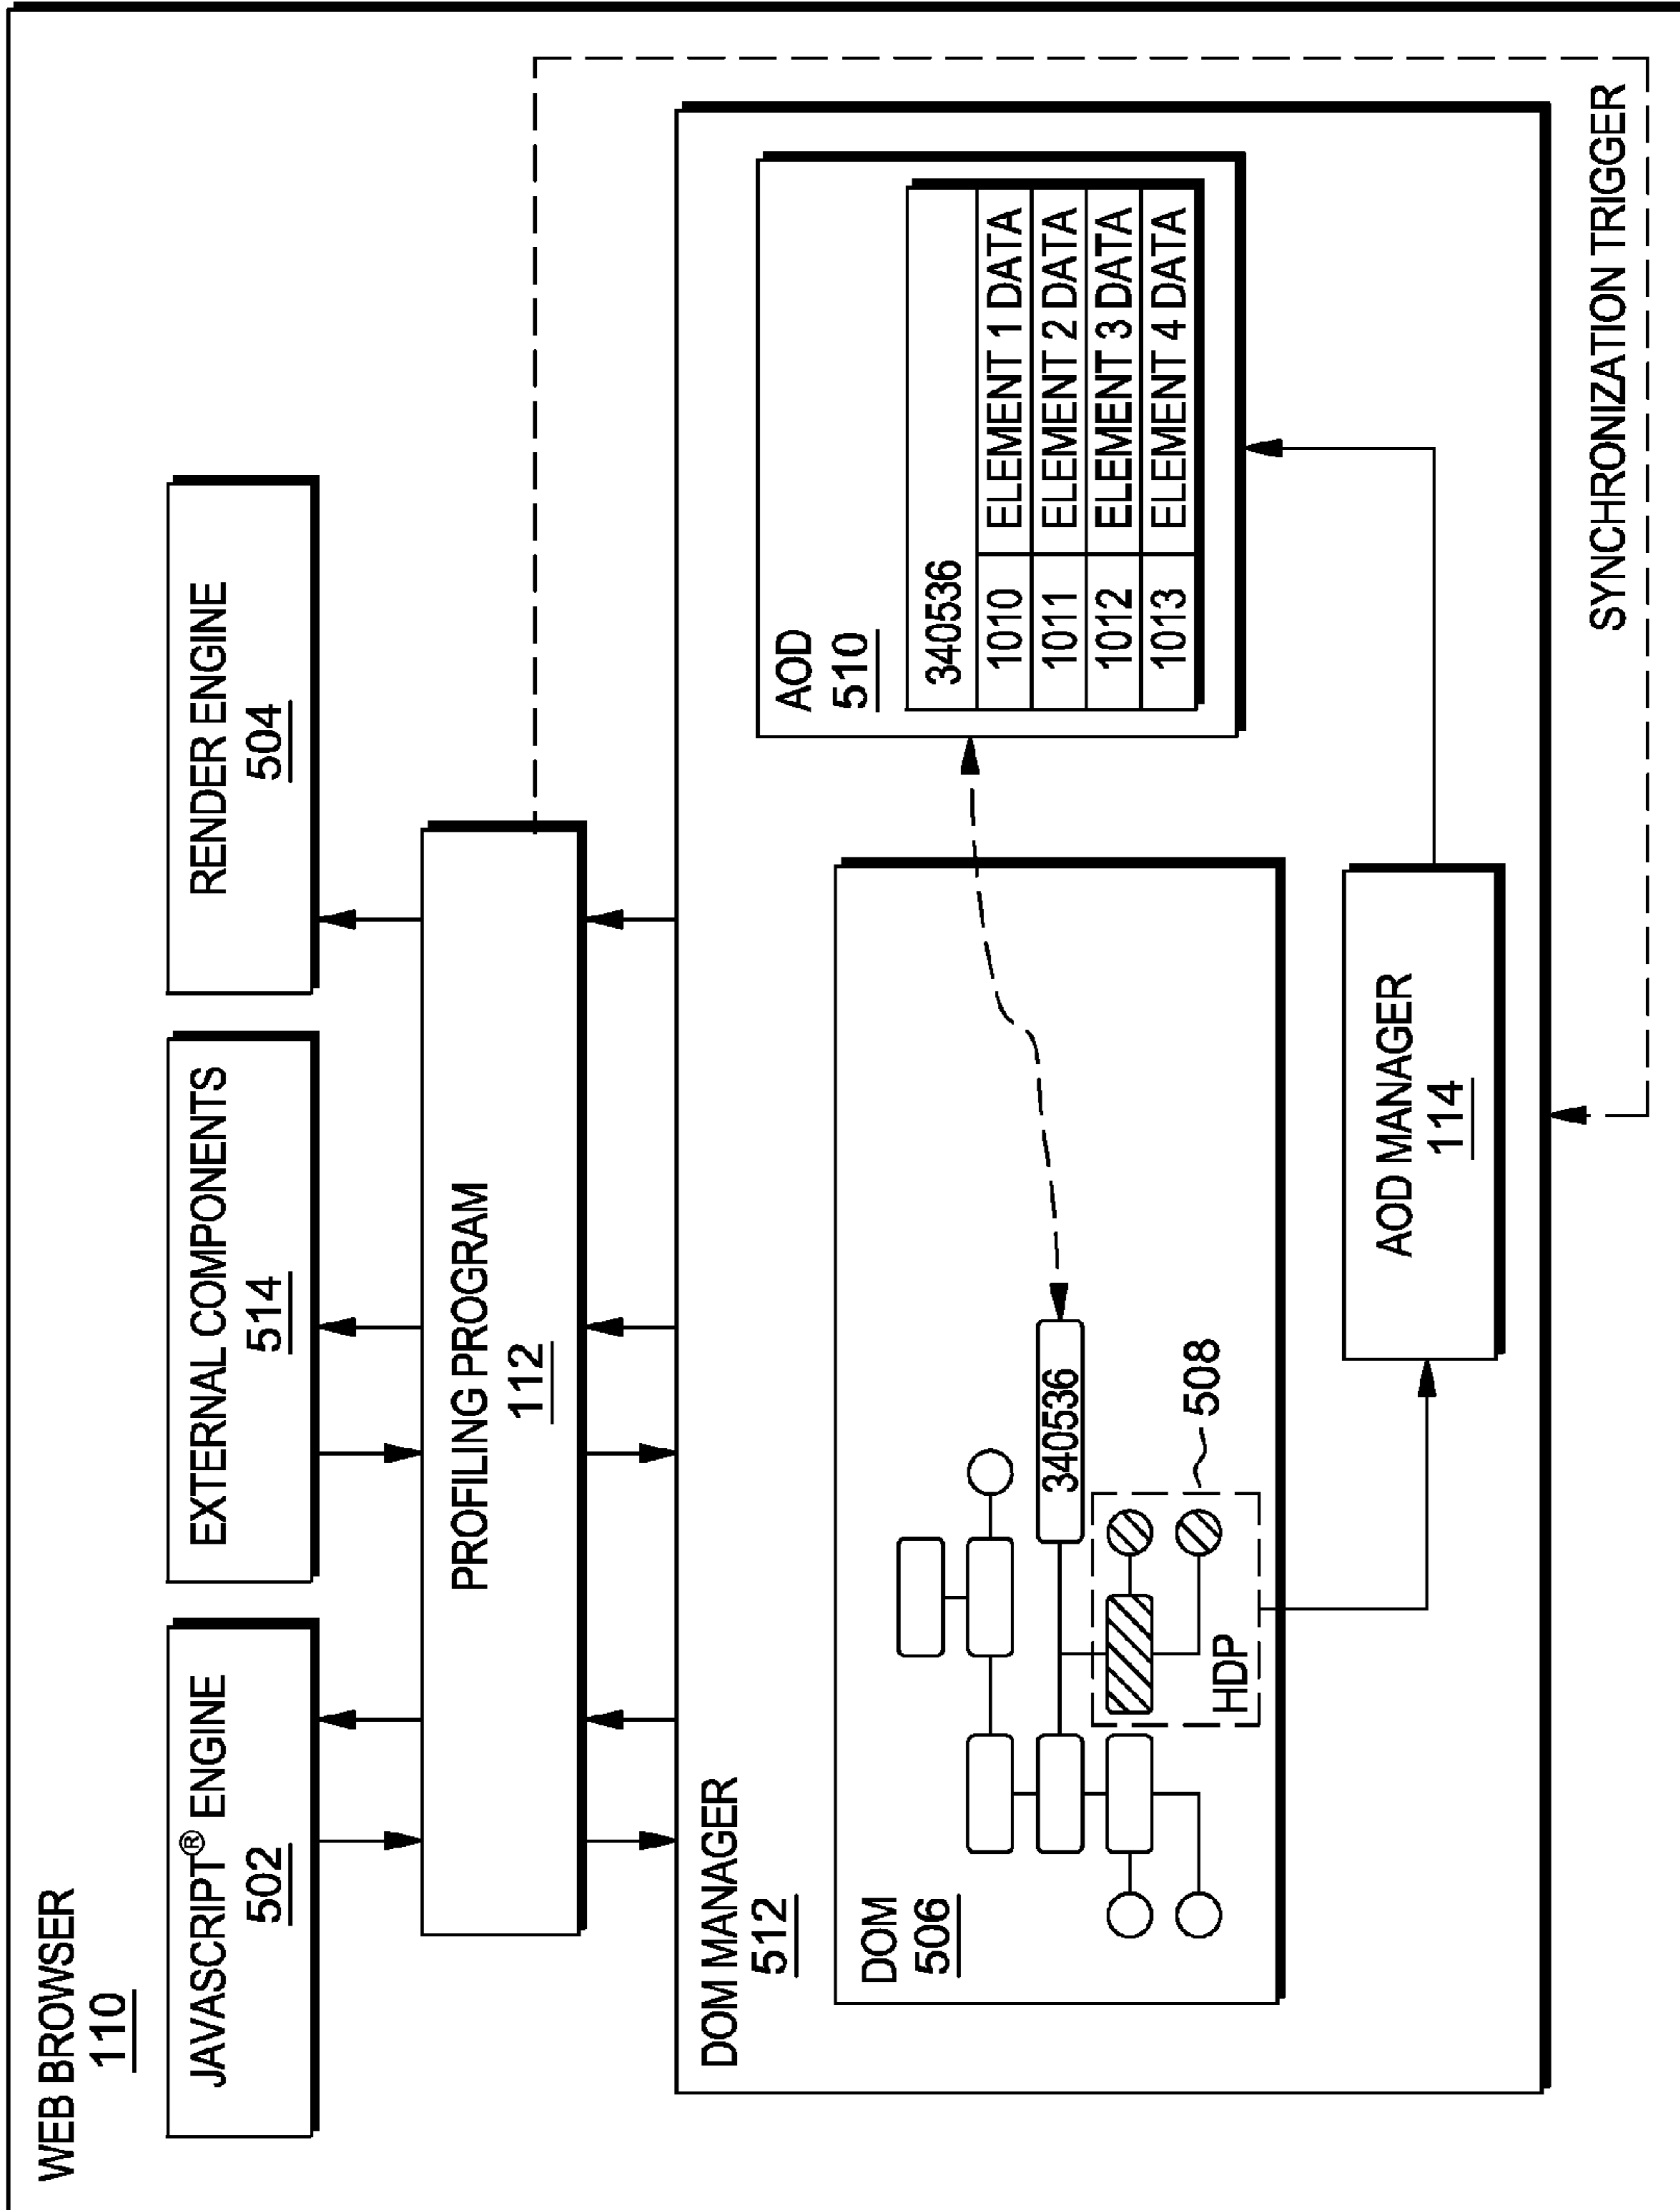 WEB BROWSER
110
JAVASCRIPT® ENGINE
502
EXTERNAL COMPONENTS
514
RENDER ENGINE
504
PROFILING PROGRAM
112
DOM MANAGER
512
DOM
506
340536
HDP
508
AOD
510
340536
1010 ELEMENT 1 DATA
1011 ELEMENT 2 DATA
1012 ELEMENT 3 DATA
1013 ELEMENT 4 DATA
AOD MANAGER
114
SYNCHRONIZATION TRIGGER